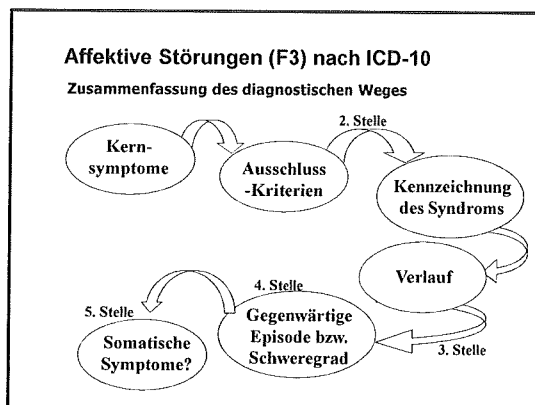 Affektive Störungen (F3) nach ICD-10
Zusammenfassung des diagnostischen Weges
Kern-
symptome
Ausschluss
-Kriterien
2. Stelle
Kennzeichnung
des Syndroms
Verlauf
3. Stelle
4. Stelle
Gegenwärtige
Episode bzw.
Schweregrad
5. Stelle
Somatische
Symptome?